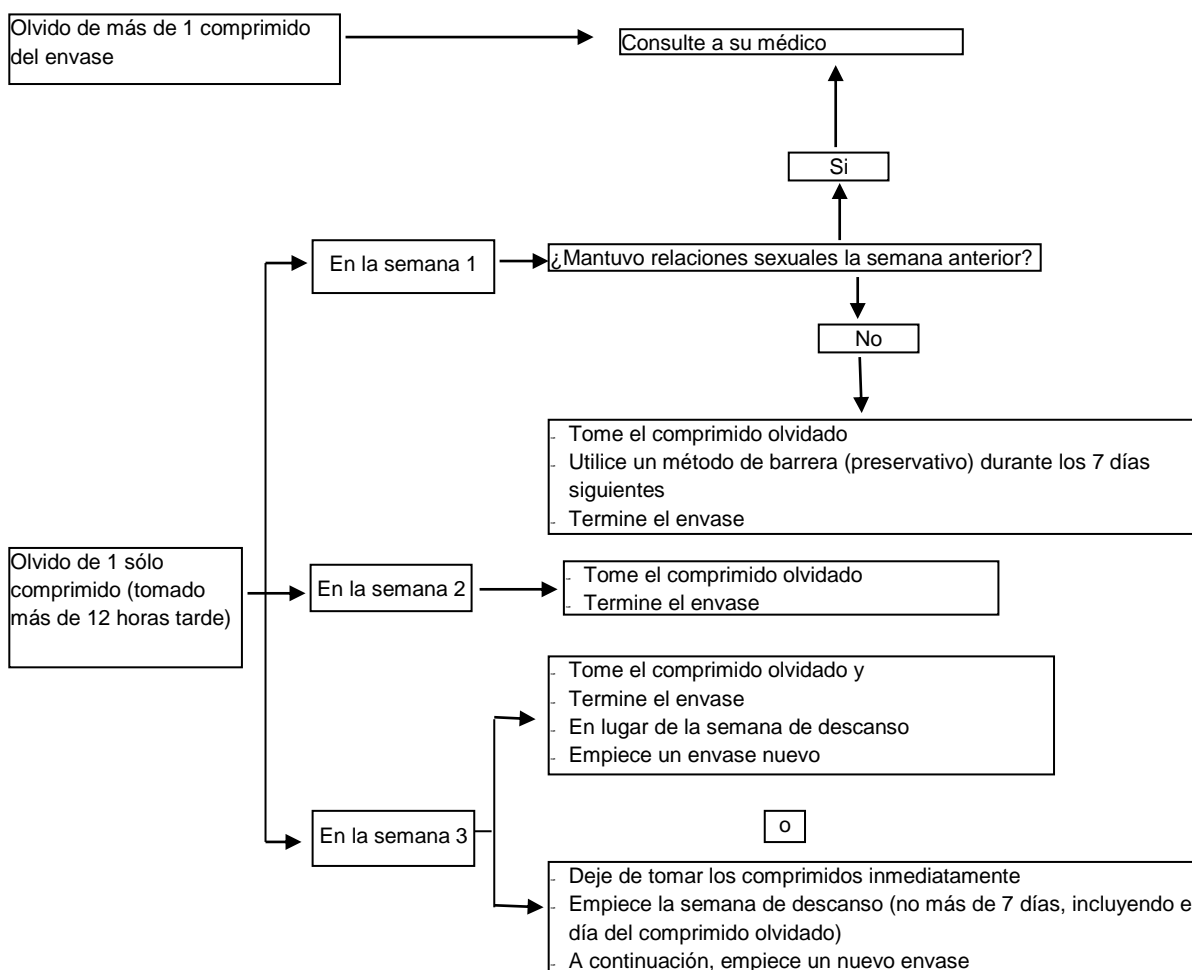 Olvido de más de 1 comprimido
del envase
Consulte a su médico
Si
En la semana 1
¿Mantuvo relaciones sexuales la semana anterior?
No
- Tome el comprimido olvidado
- Utilice un método de barrera (preservativo) durante los 7 días
siguientes
- Termine el envase
Olvido de 1 sólo
comprimido (tomado
más de 12 horas tarde)
En la semana 2
- Tome el comprimido olvidado
- Termine el envase
- Tome el comprimido olvidado y
- Termine el envase
- En lugar de la semana de descanso
- Empiece un envase nuevo
En la semana 3
o
- Deje de tomar los comprimidos inmediatamente
- Empiece la semana de descanso (no más de 7 días, incluyendo e
día del comprimido olvidado)
- A continuación, empiece un nuevo envase